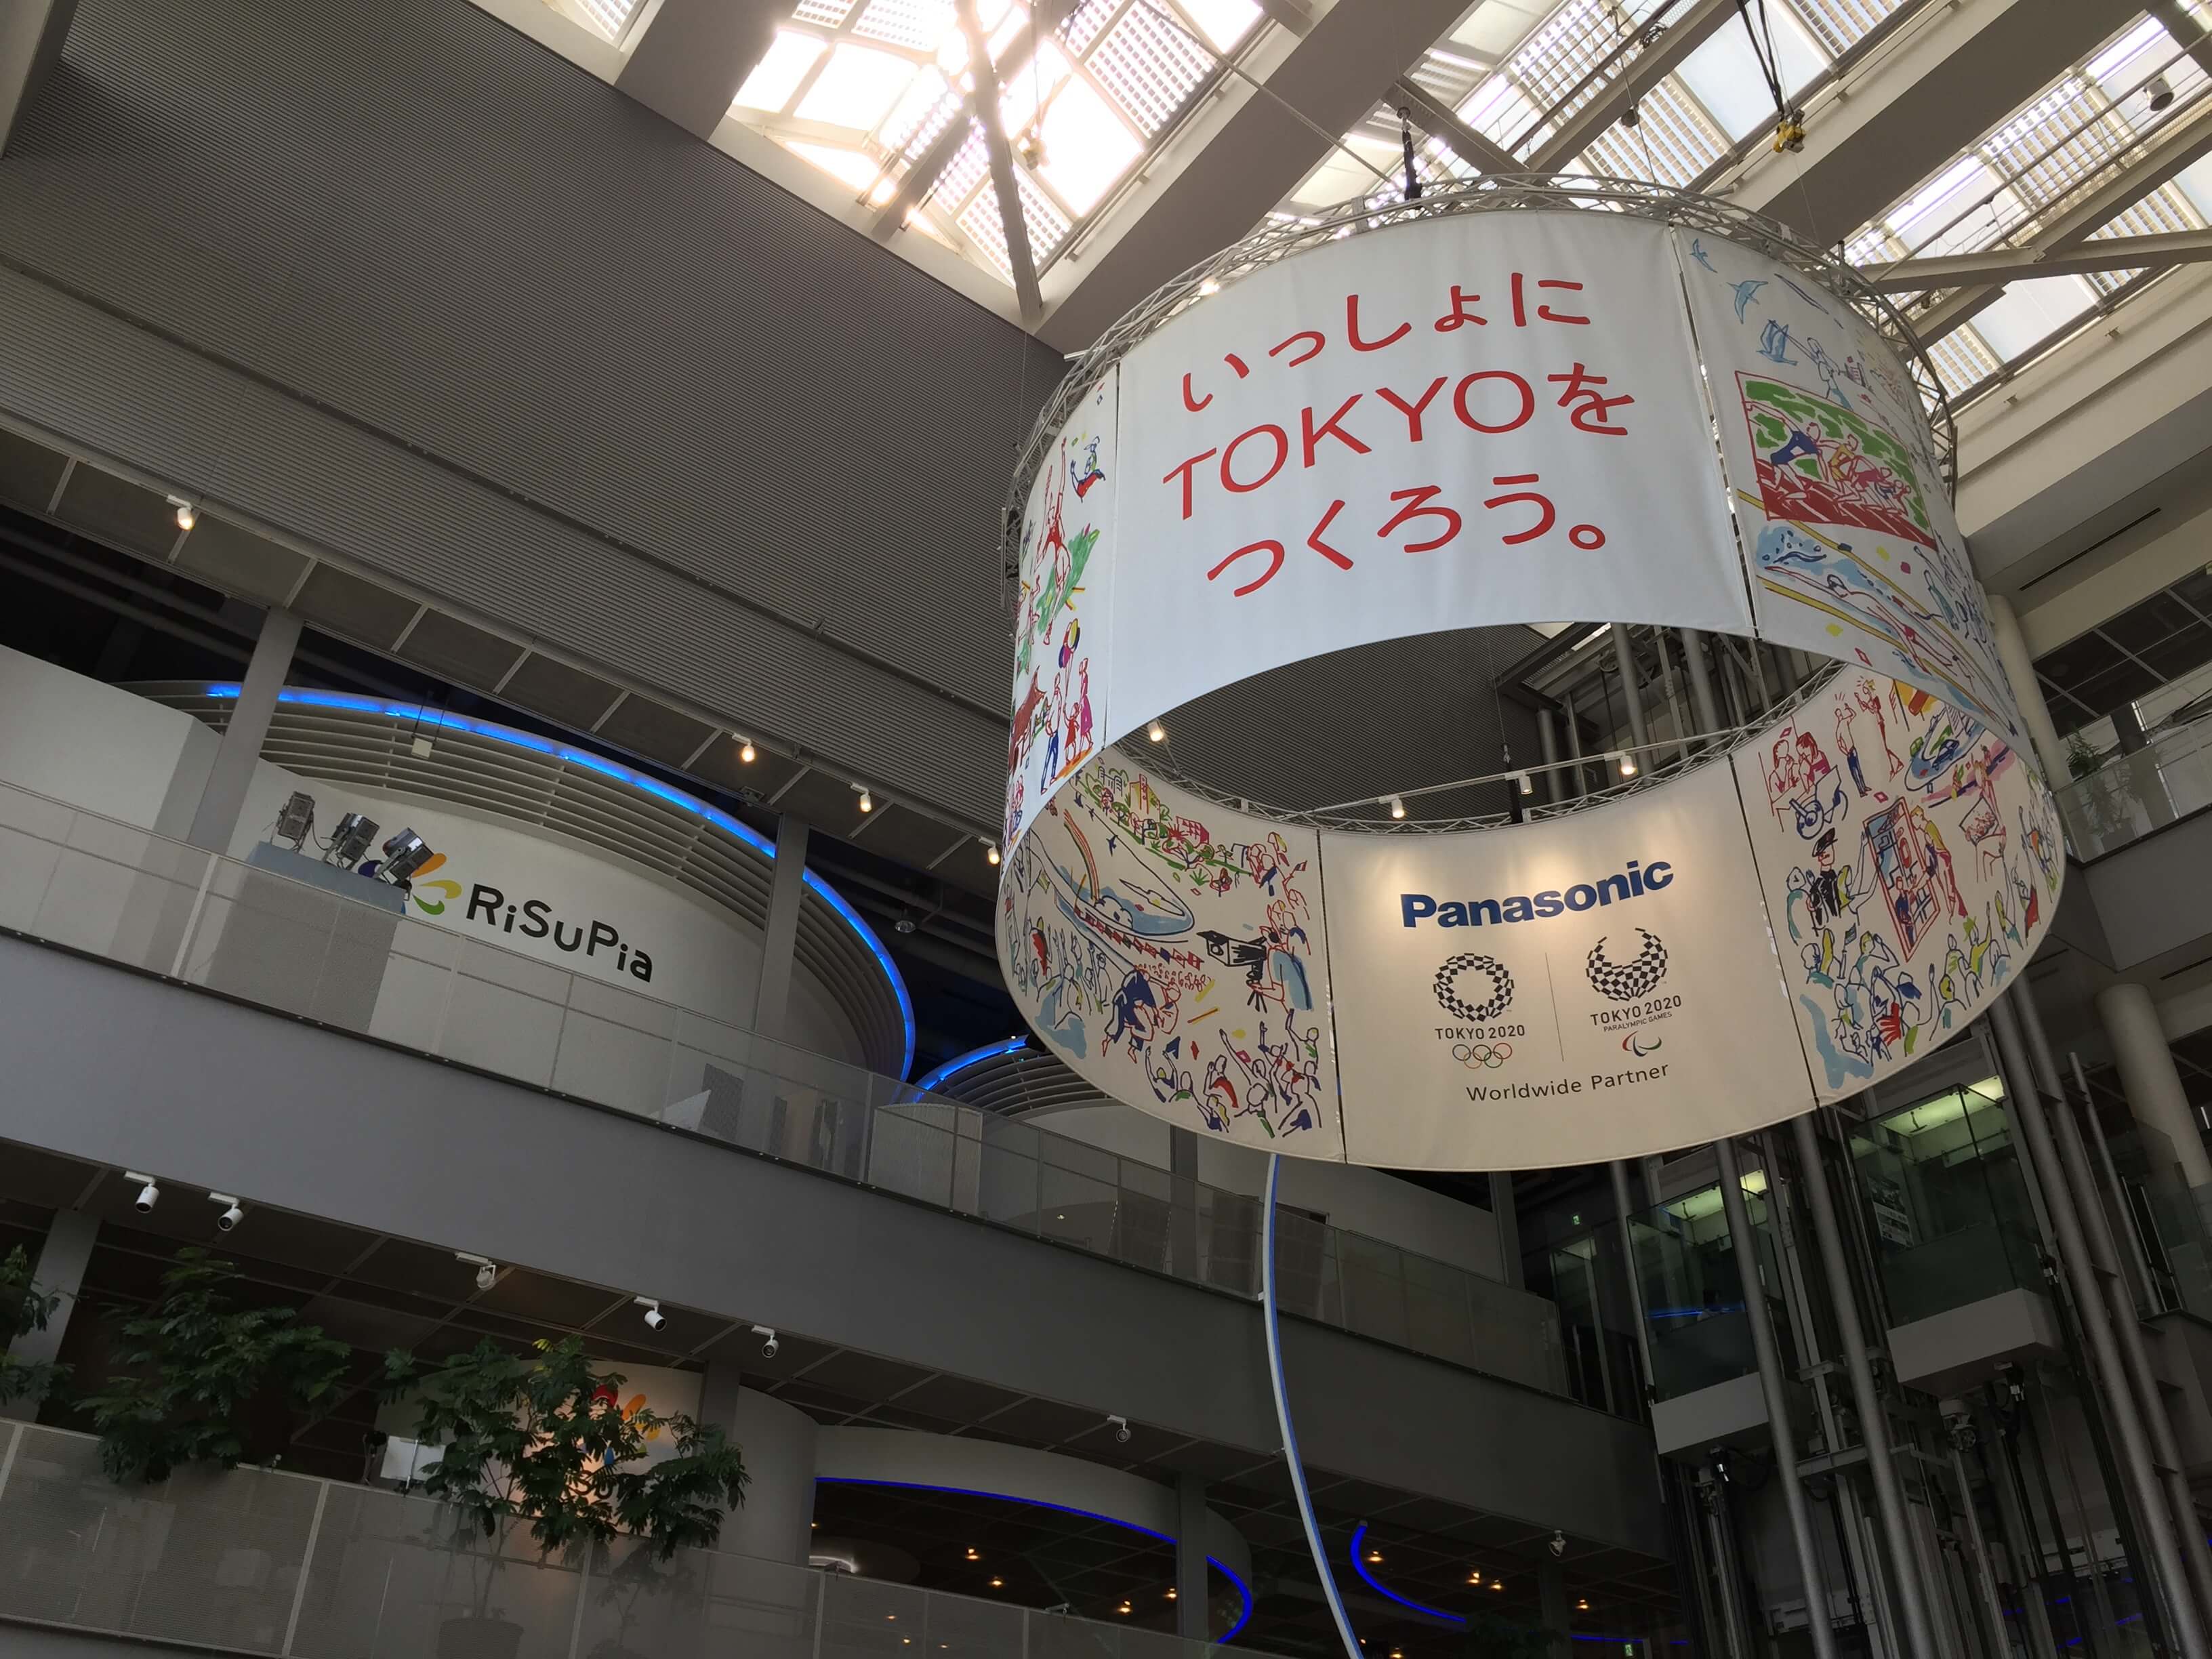 いっしょに
TOKYOを
つくろう。
Panasonic
TOKYO 2020
TOKYO 2020
PARALYMPIC GAMES
Worldwide Partner
RiSuPia